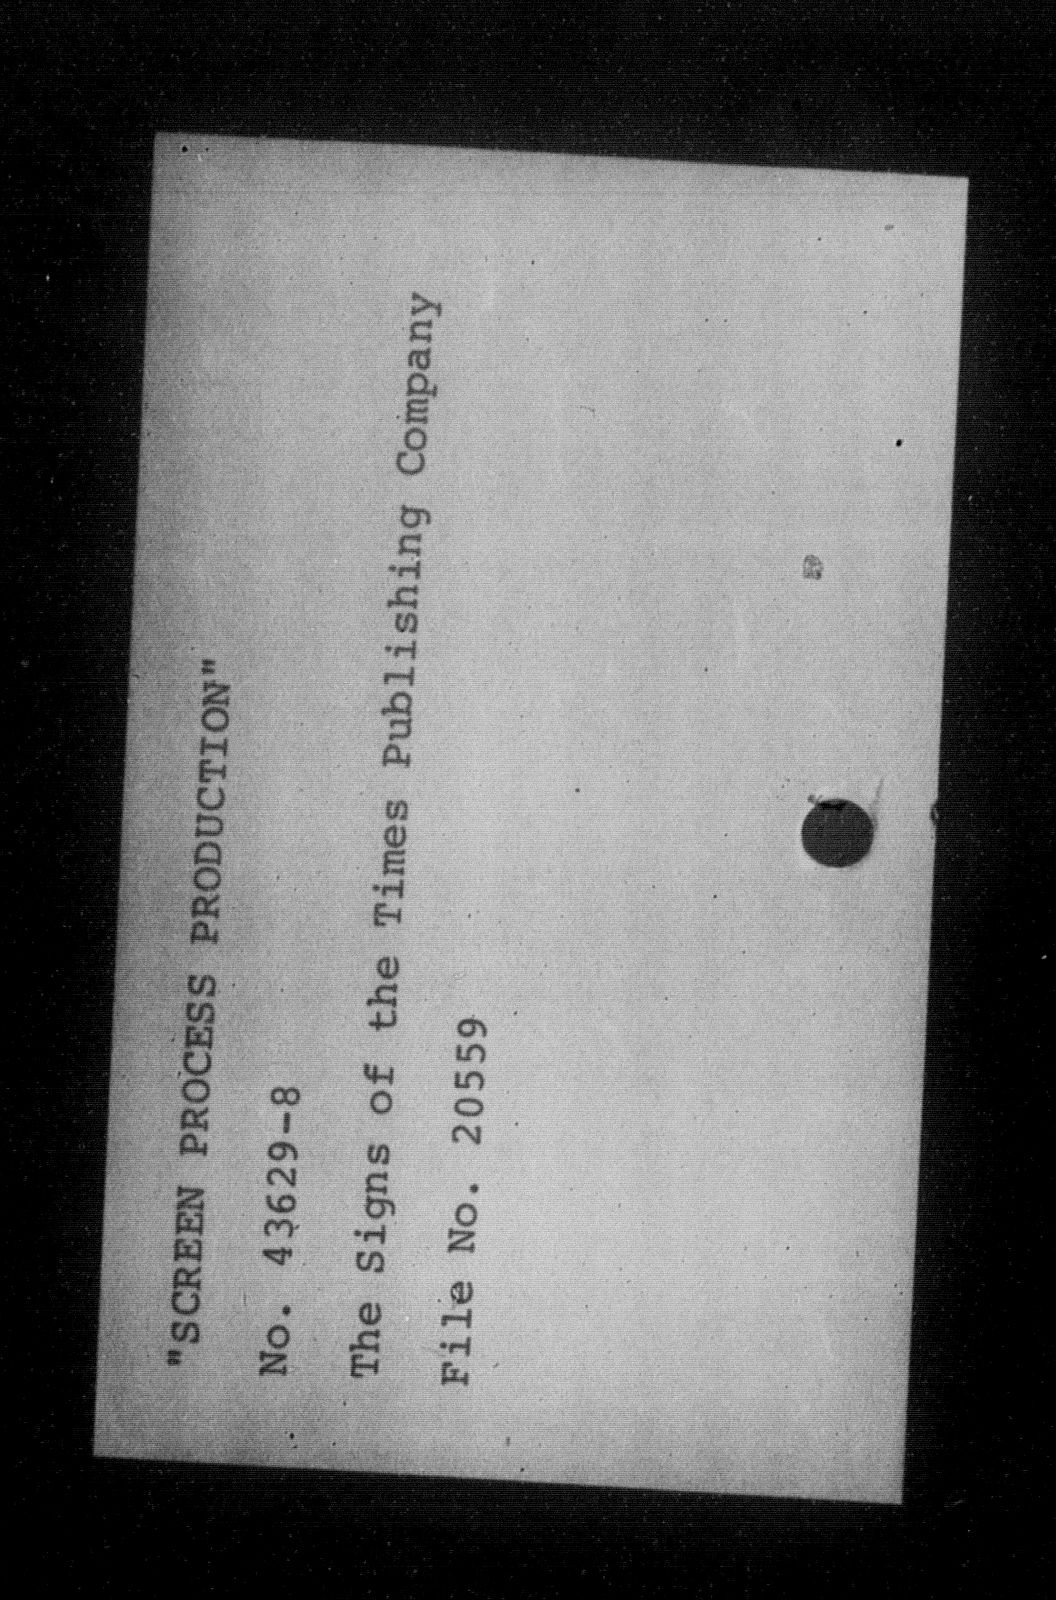 "SCREEN PROCESS PRODUCTION"
No. 43629-8
The Signs of the Times Publishing Company
File No. 20559